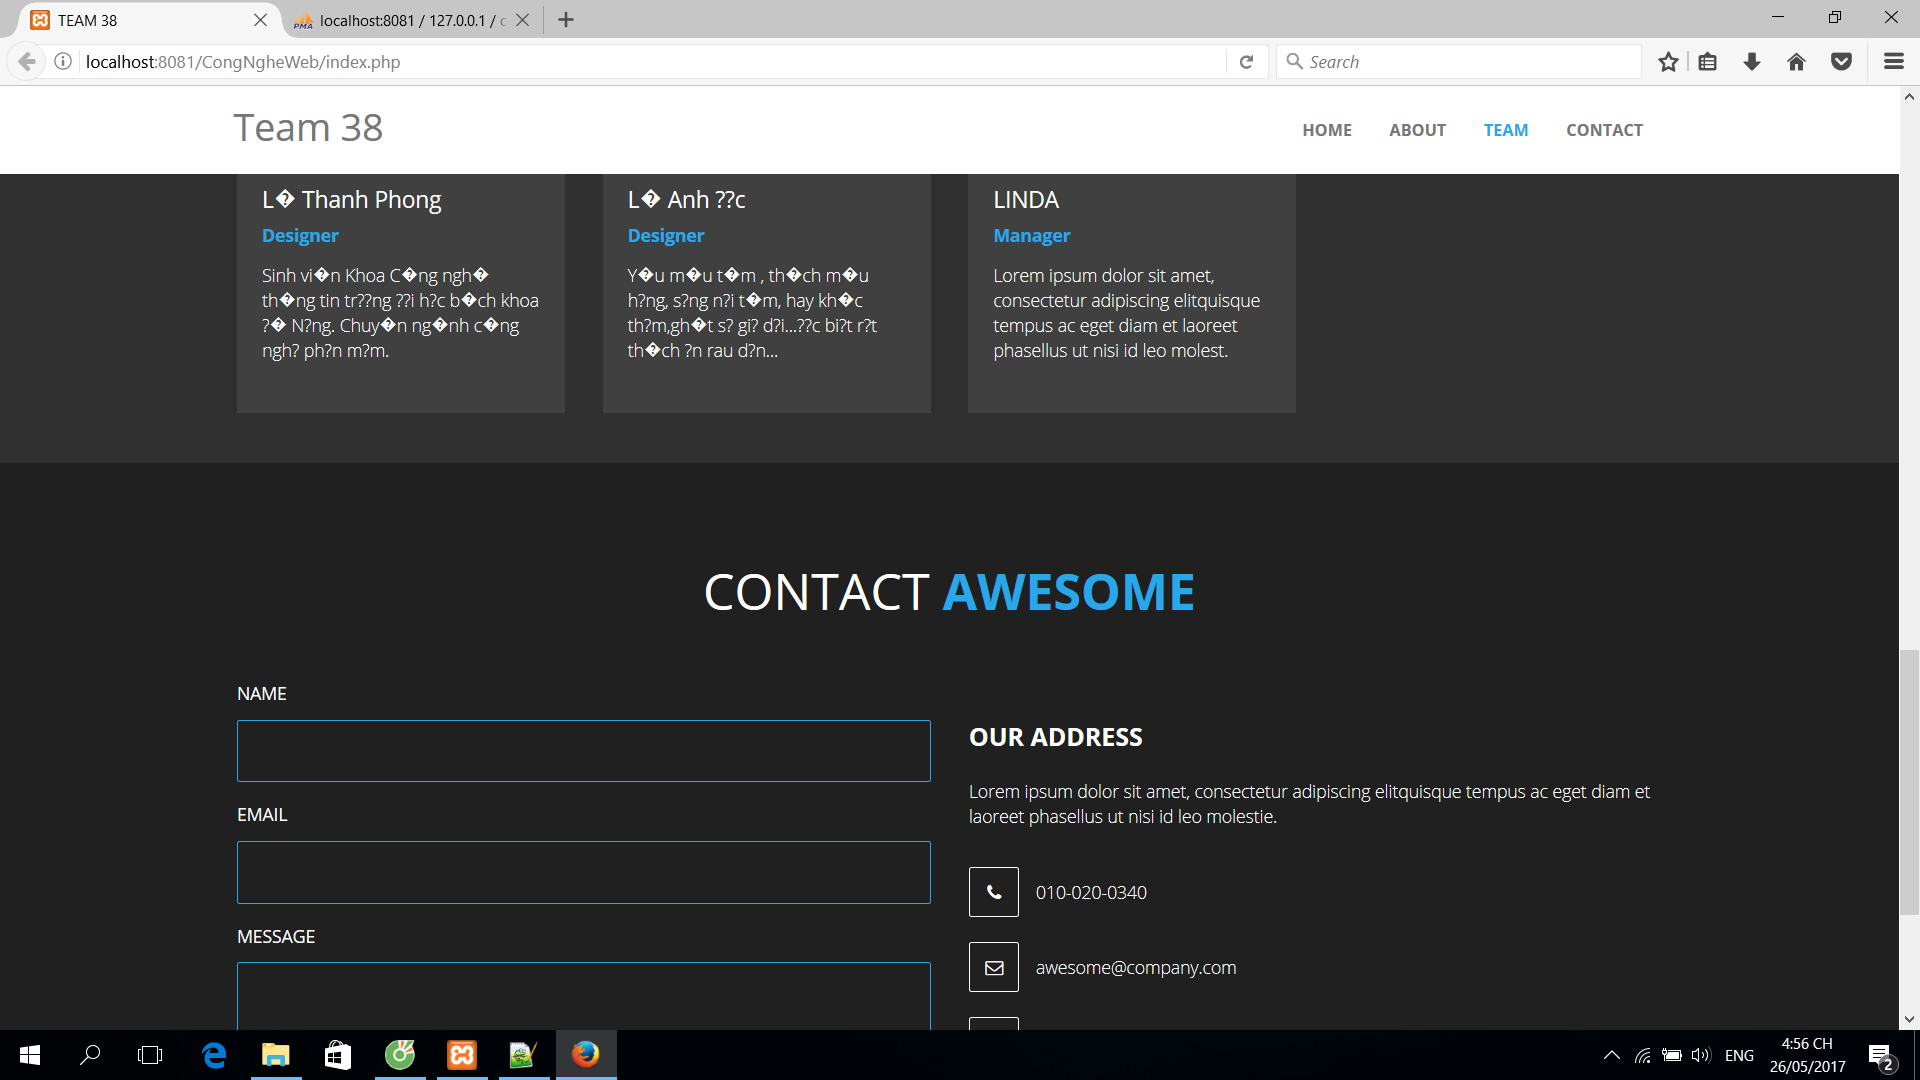 TEAM 38
localhost:8081 / 127.0.0.1 / c
localhost:8081/CongNgheWeb/index.php
Search
Team 38
HOME ABOUT TEAM CONTACT
L� Thanh Phong
Designer
Sinh vi�n Khoa C�ng ngh�
th�ng tin tr??ng ??i h?c b�ch khoa
?� N?ng. Chuy�n ng�nh c�ng
ngh? ph?n m?m.
L� Anh ??c
Designer
Y�u m�u t�m , th�ch m�u
h?ng, s?ng n?i t�m, hay kh�c
th?m,gh�t s? gi? d?i...??c bi?t r?t
th�ch ?n rau d?n...
LINDA
Manager
Lorem ipsum dolor sit amet,
consectetur adipiscing elitquisque
tempus ac eget diam et laoreet
phasellus ut nisi id leo molest.
CONTACT AWESOME
NAME
EMAIL
MESSAGE
OUR ADDRESS
Lorem ipsum dolor sit amet, consectetur adipiscing elitquisque tempus ac eget diam et
laoreet phasellus ut nisi id leo molestie.
010-020-0340
awesome@company.com
ENG
4:56 CH
26/05/2017
2